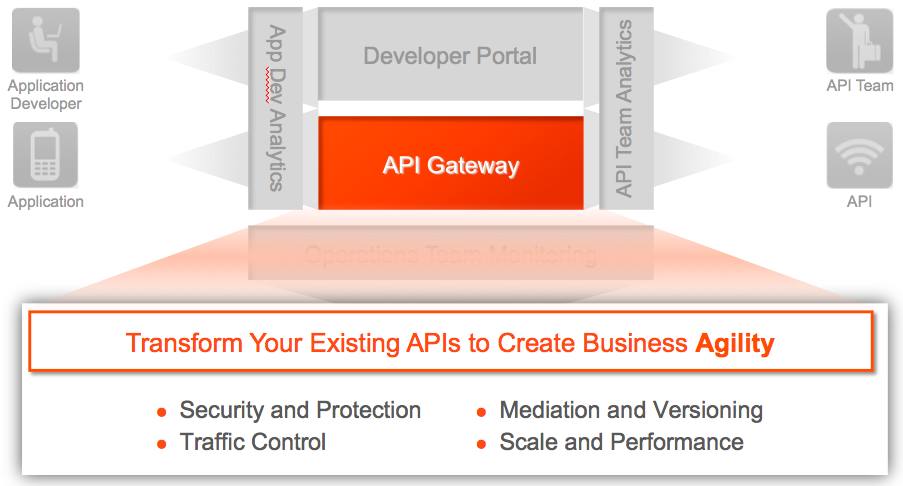 Application
Developer
App Dev Analytics
Developer Portal
API Team Analytics
API Team
Application
API Gateway
API
Operations Team Monitoring
Transform Your Existing APIs to Create Business Agility
Security and Protection
Traffic Control
Mediation and Versioning
Scale and Performance